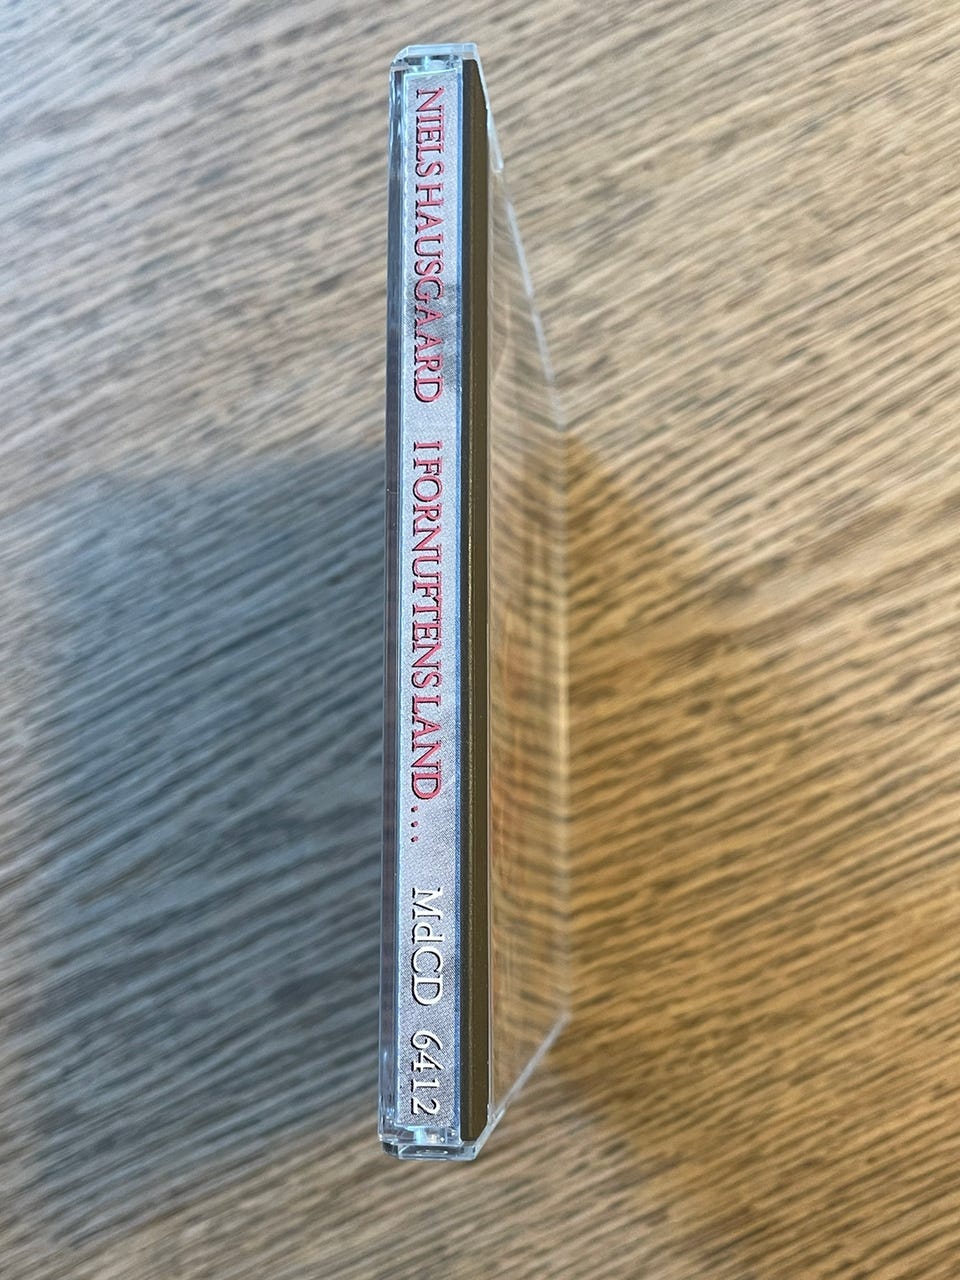 NIELS HAUSGAARD I FORNUFTENS LAND.... MdCD 6412